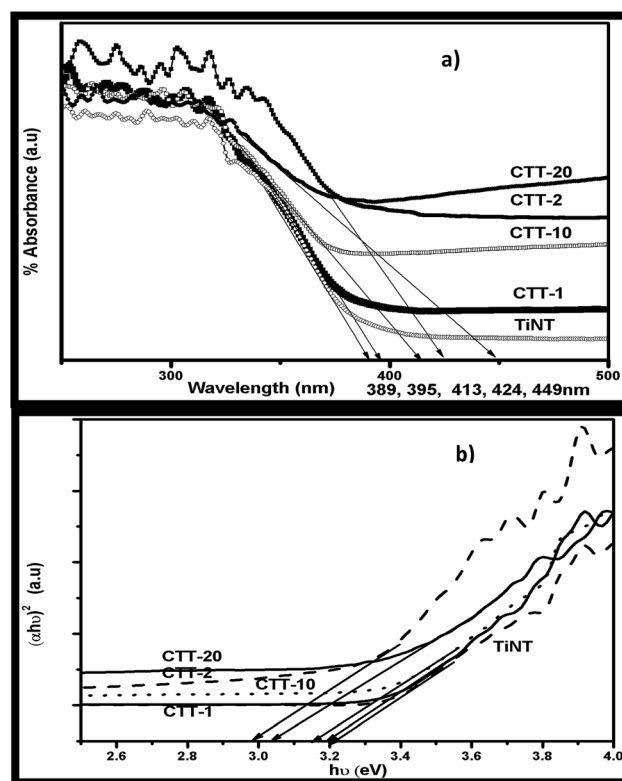 a)
% Absorbance (a.u)
CTT-20
CTT-2
CTT-10
CTT-1
TiNT
300
400
500
Wavelength (nm)
389, 395, 413, 424, 449nm
b)
(αhυ)² (a.u)
CTT-20
CTT-2
CTT-10
TiNT
CTT-1
2.6 2.8 3.0 3.2 3.4 3.6 3.8 4.0
hυ (eV)